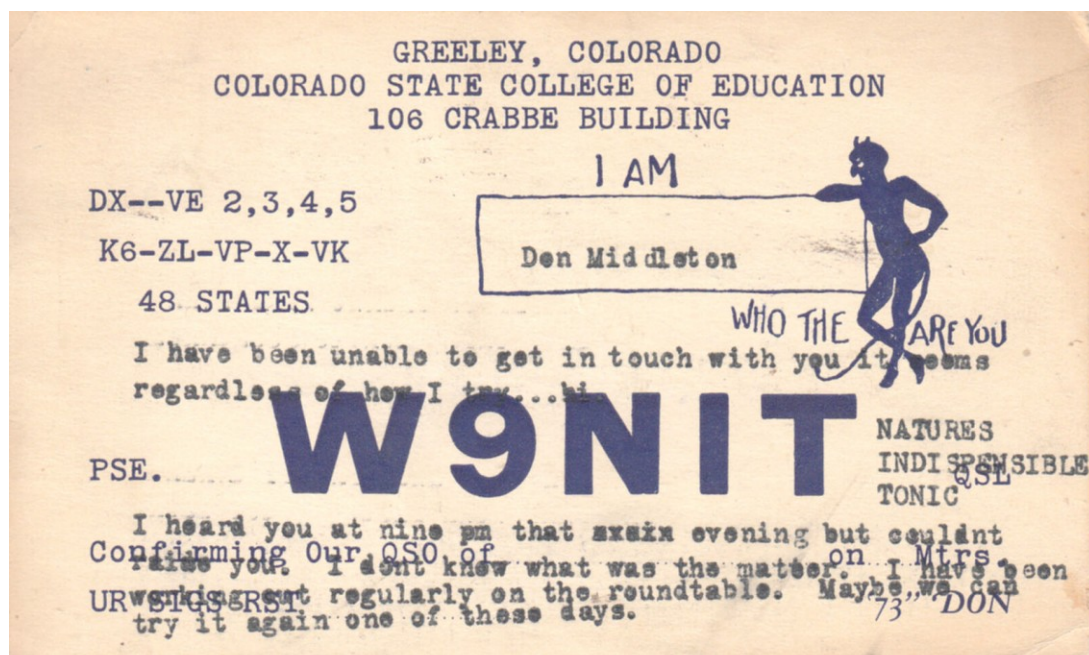 GREELEY, COLORADO
COLORADO STATE COLLEGE OF EDUCATION
106 CRABBE BUILDING
I AM
DX--VE 2,3,4,5
K6-ZL-VP-X-VK
Don Middleton
48 STATES
WHO THE ARE YOU
I have been unable to get in touch with you it seems
regardless of how I try...hi.
W9NIT
NATURES
INDISPENSIBLE
TONIC
PSE. QSL
I heard you at nine pm that evening but couldnt
Confirming Our QSO of on Mtrs.
raise you. I dont know what was the matter. I have been
UR STGS RST "73" DON
working out regularly on the roundtable. Maybe we can
try it again one of these days.